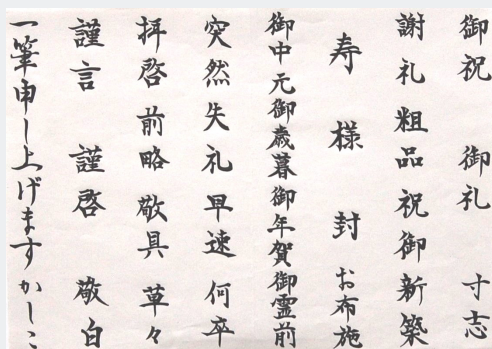 御祝 御礼 寸志
謝礼 粗品 祝御新築
寿 様 封 お布施
御中元御歳暮御年賀御霊前
突然失礼早速何卒
拝啓前略敬具草々
謹言 謹啓 敬白
一筆申し上げます かしこ